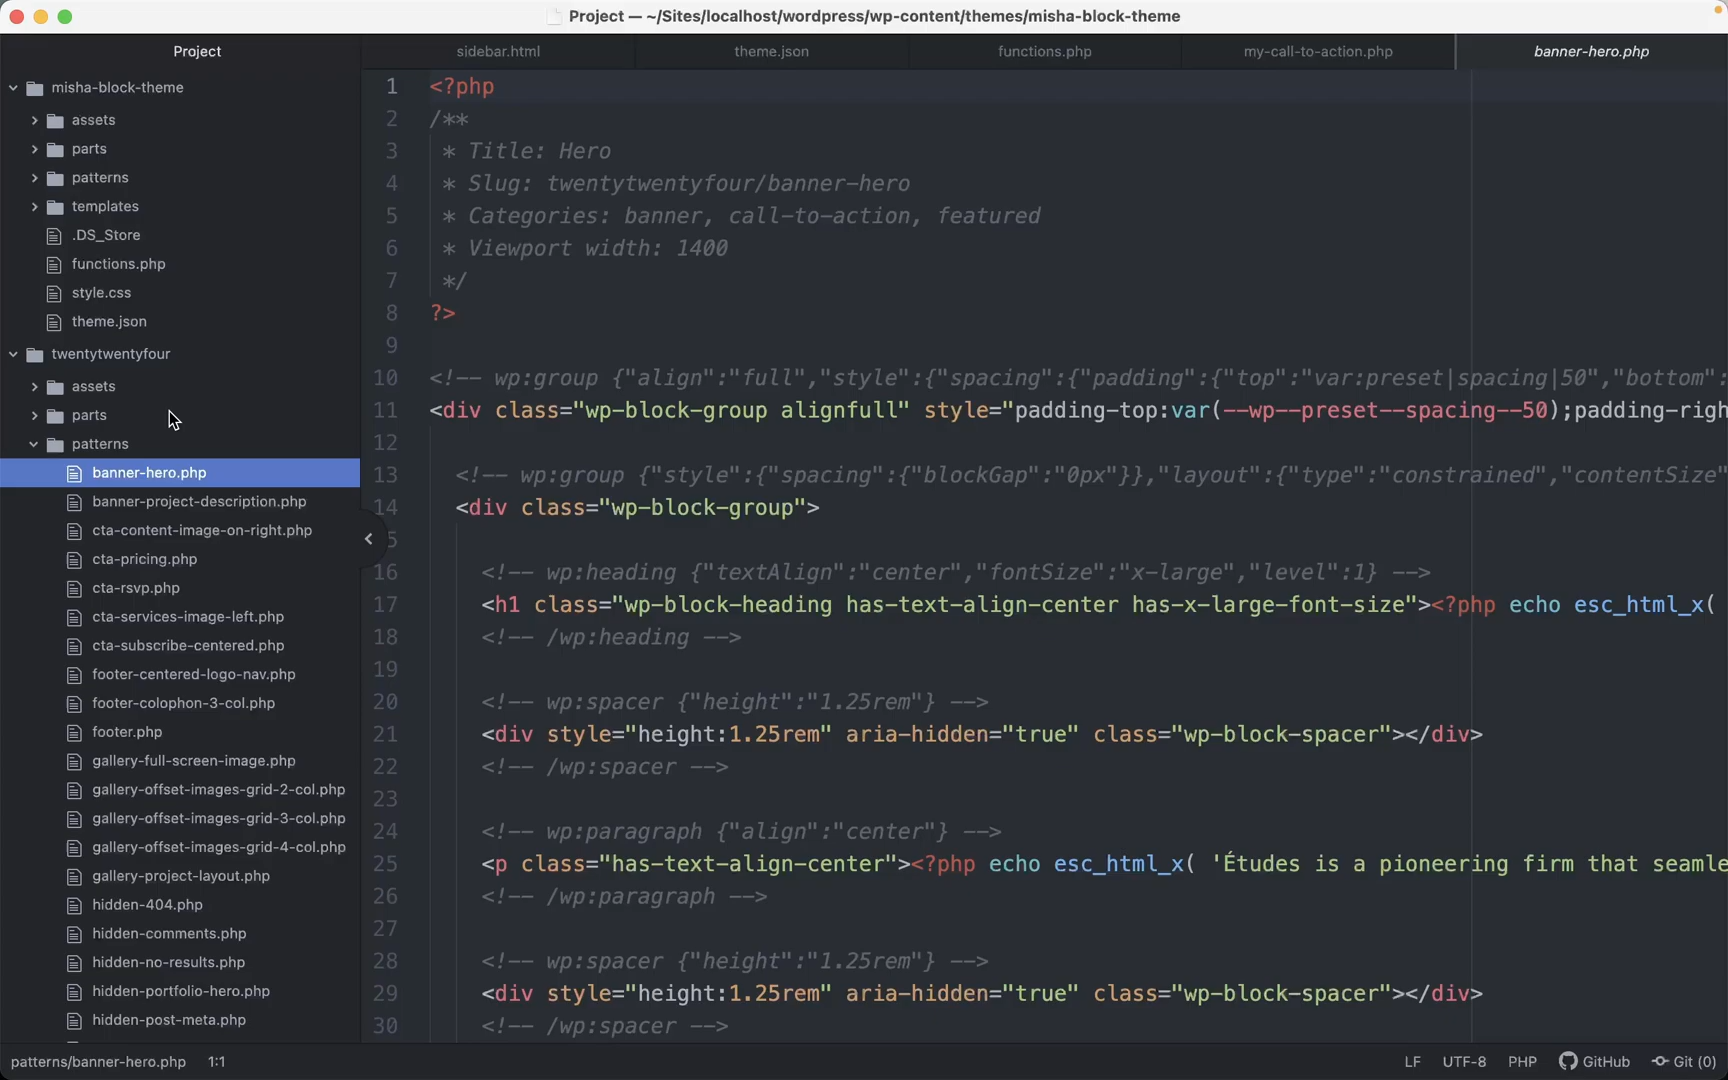 Project — ~/Sites/localhost/wordpress/wp-content/themes/misha-block-theme
Project
sidebar.html
theme.json
functions.php
my-call-to-action.php
banner-hero.php
misha-block-theme
assets
parts
patterns
templates
.DS_Store
functions.php
style.css
theme.json
twentytwentyfour
assets
parts
patterns
banner-hero.php
banner-project-description.php
cta-content-image-on-right.php
cta-pricing.php
cta-rsvp.php
cta-services-image-left.php
cta-subscribe-centered.php
footer-centered-logo-nav.php
footer-colophon-3-col.php
footer.php
gallery-full-screen-image.php
gallery-offset-images-grid-2-col.php
gallery-offset-images-grid-3-col.php
gallery-offset-images-grid-4-col.php
gallery-project-layout.php
hidden-404.php
hidden-comments.php
hidden-no-results.php
hidden-portfolio-hero.php
hidden-post-meta.php
1 <?php
2 /**
3 * Title: Hero
4 * Slug: twentytwentyfour/banner-hero
5 * Categories: banner, call-to-action, featured
6 * Viewport width: 1400
7 */
8 ?>
9
10 <!-- wp:group {"align":"full","style":{"spacing":{"padding":{"top":"var:preset|spacing|50","bottom":
11 <div class="wp-block-group alignfull" style="padding-top:var(--wp--preset--spacing--50);padding-righ
12
13 <!-- wp:group {"style":{"spacing":{"blockGap":"0px"}},"layout":{"type":"constrained","contentSize"
14 <div class="wp-block-group">
5
16 <!-- wp:heading {"textAlign":"center","fontSize":"x-large","level":1} -->
17 <h1 class="wp-block-heading has-text-align-center has-x-large-font-size"><?php echo esc_html_x(
18 <!-- /wp:heading -->
19
20 <!-- wp:spacer {"height":"1.25rem"} -->
21 <div style="height:1.25rem" aria-hidden="true" class="wp-block-spacer"></div>
22 <!-- /wp:spacer -->
23
24 <!-- wp:paragraph {"align":"center"} -->
25 <p class="has-text-align-center"><?php echo esc_html_x( 'Études is a pioneering firm that seamle
26 <!-- /wp:paragraph -->
27
28 <!-- wp:spacer {"height":"1.25rem"} -->
29 <div style="height:1.25rem" aria-hidden="true" class="wp-block-spacer"></div>
30 <!-- /wp:spacer -->
patterns/banner-hero.php 1:1
LF UTF-8 PHP GitHub Git (0)